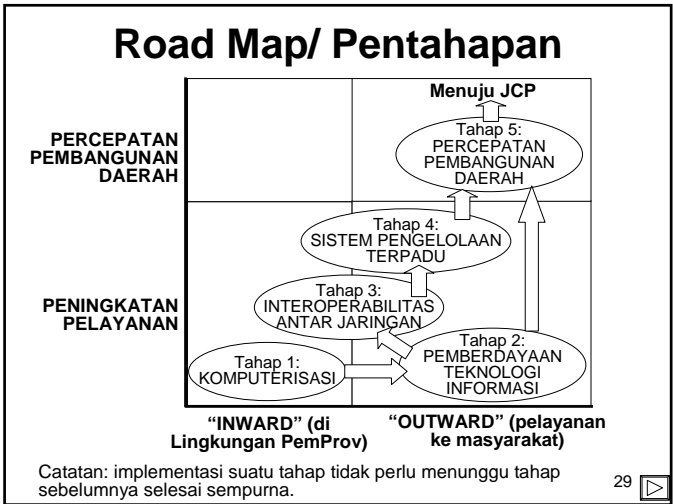 Road Map/ Pentahapan
Menuju JCP
PERCEPATAN
PEMBANGUNAN
DAERAH
Tahap 5:
PERCEPATAN
PEMBANGUNAN
DAERAH
Tahap 4:
SISTEM PENGELOLAAN
TERPADU
PENINGKATAN
PELAYANAN
Tahap 3:
INTEROPERABILITAS
ANTAR JARINGAN
Tahap 1:
KOMPUTERISASI
Tahap 2:
PEMBERDAYAAN
TEKNOLOGI
INFORMASI
“INWARD” (di
Lingkungan PemProv)
“OUTWARD” (pelayanan
ke masyarakat)
Catatan: implementasi suatu tahap tidak perlu menunggu tahap
sebelumnya selesai sempurna.
29